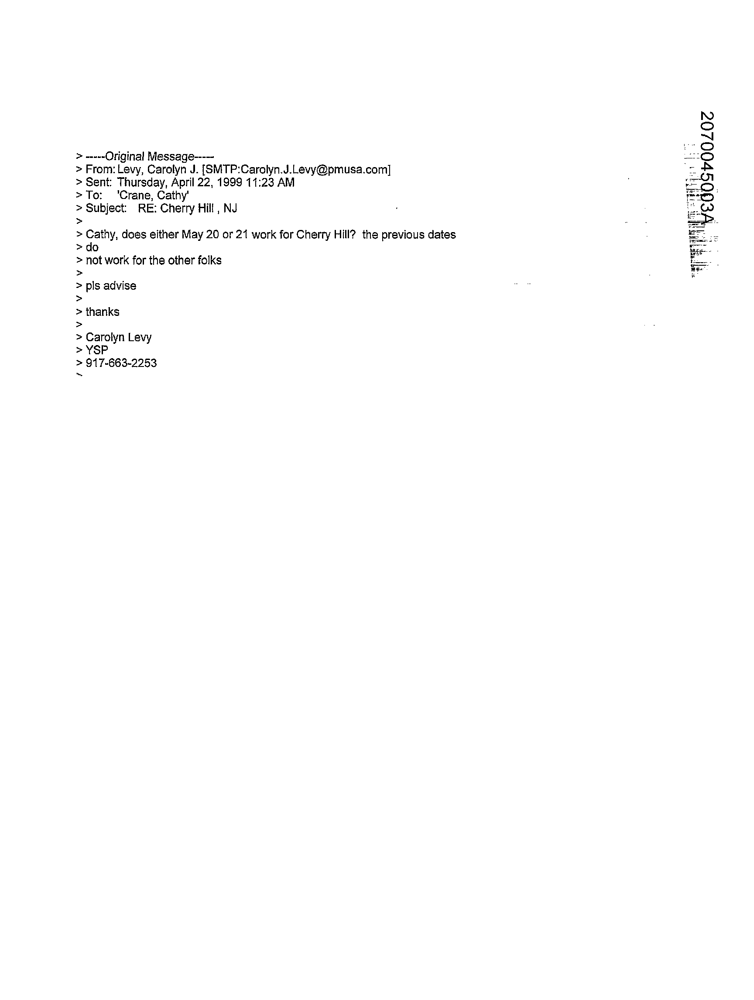 > -----Original Message-----
> From: Levy, Carolyn J. [SMTP:Carolyn.J.Levy@pmusa.com]
> Sent: Thursday, April 22, 1999 11:23 AM
> To: 'Crane, Cathy'
> Subject: RE: Cherry Hill , NJ
>
> Cathy, does either May 20 or 21 work for Cherry Hill? the previous dates
> do
> not work for the other folks
>
> pls advise
>
> thanks
>
> Carolyn Levy
> YSP
> 917-663-2253
~
2070045003A